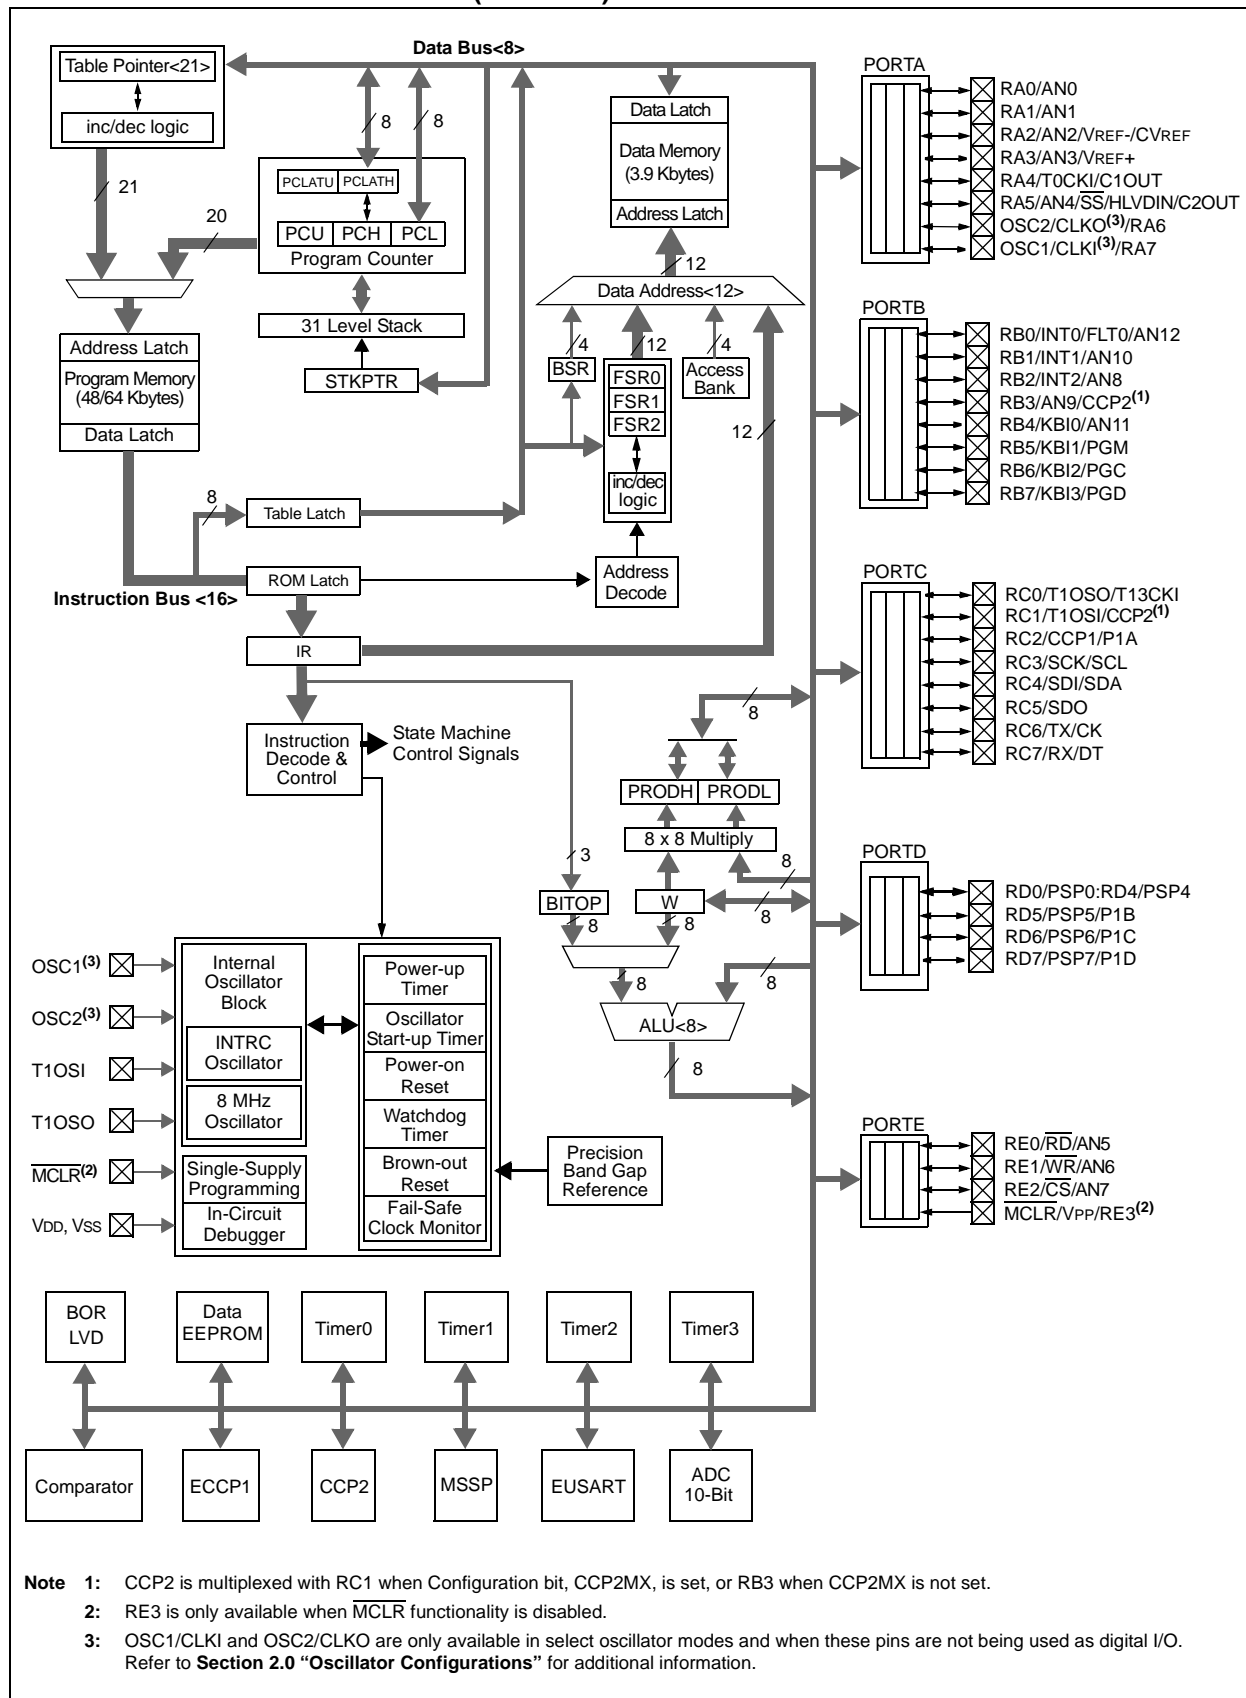 Data Bus<8>
Table Pointer<21>
inc/dec logic
21
20
8
8
PCLATU PCLATH
PCU PCH PCL
Program Counter
31 Level Stack
STKPTR
Address Latch
Program Memory
(48/64 Kbytes)
Data Latch
8
Table Latch
ROM Latch
Instruction Bus <16>
IR
Data Latch
Data Memory
(3.9 Kbytes)
Address Latch
12
Data Address<12>
4
12
4
BSR
FSR0
FSR1
FSR2
inc/dec
logic
Access
Bank
12
Address
Decode
Instruction
Decode &
Control
State Machine
Control Signals
8
PRODH PRODL
8 x 8 Multiply
3
8
BITOP
W
8
8
8
8
8
ALU<8>
8
OSC1(3)
OSC2(3)
T1OSI
T1OSO
MCLR(2)
VDD, VSS
Internal
Oscillator
Block
INTRC
Oscillator
8 MHz
Oscillator
Single-Supply
Programming
In-Circuit
Debugger
Power-up
Timer
Oscillator
Start-up Timer
Power-on
Reset
Watchdog
Timer
Brown-out
Reset
Fail-Safe
Clock Monitor
Precision
Band Gap
Reference
PORTA
RA0/AN0
RA1/AN1
RA2/AN2/VREF-/CVREF
RA3/AN3/VREF+
RA4/T0CKI/C1OUT
RA5/AN4/SS/HLVDIN/C2OUT
OSC2/CLKO(3)/RA6
OSC1/CLKI(3)/RA7
PORTB
RB0/INT0/FLT0/AN12
RB1/INT1/AN10
RB2/INT2/AN8
RB3/AN9/CCP2(1)
RB4/KBI0/AN11
RB5/KBI1/PGM
RB6/KBI2/PGC
RB7/KBI3/PGD
PORTC
RC0/T1OSO/T13CKI
RC1/T1OSI/CCP2(1)
RC2/CCP1/P1A
RC3/SCK/SCL
RC4/SDI/SDA
RC5/SDO
RC6/TX/CK
RC7/RX/DT
PORTD
RD0/PSP0:RD4/PSP4
RD5/PSP5/P1B
RD6/PSP6/P1C
RD7/PSP7/P1D
PORTE
RE0/RD/AN5
RE1/WR/AN6
RE2/CS/AN7
MCLR/VPP/RE3(2)
BOR
LVD
Data
EEPROM
Timer0
Timer1
Timer2
Timer3
Comparator
ECCP1
CCP2
MSSP
EUSART
ADC
10-Bit
Note 1: CCP2 is multiplexed with RC1 when Configuration bit, CCP2MX, is set, or RB3 when CCP2MX is not set.
2: RE3 is only available when MCLR functionality is disabled.
3: OSC1/CLKI and OSC2/CLKO are only available in select oscillator modes and when these pins are not being used as digital I/O.
Refer to Section 2.0 “Oscillator Configurations” for additional information.